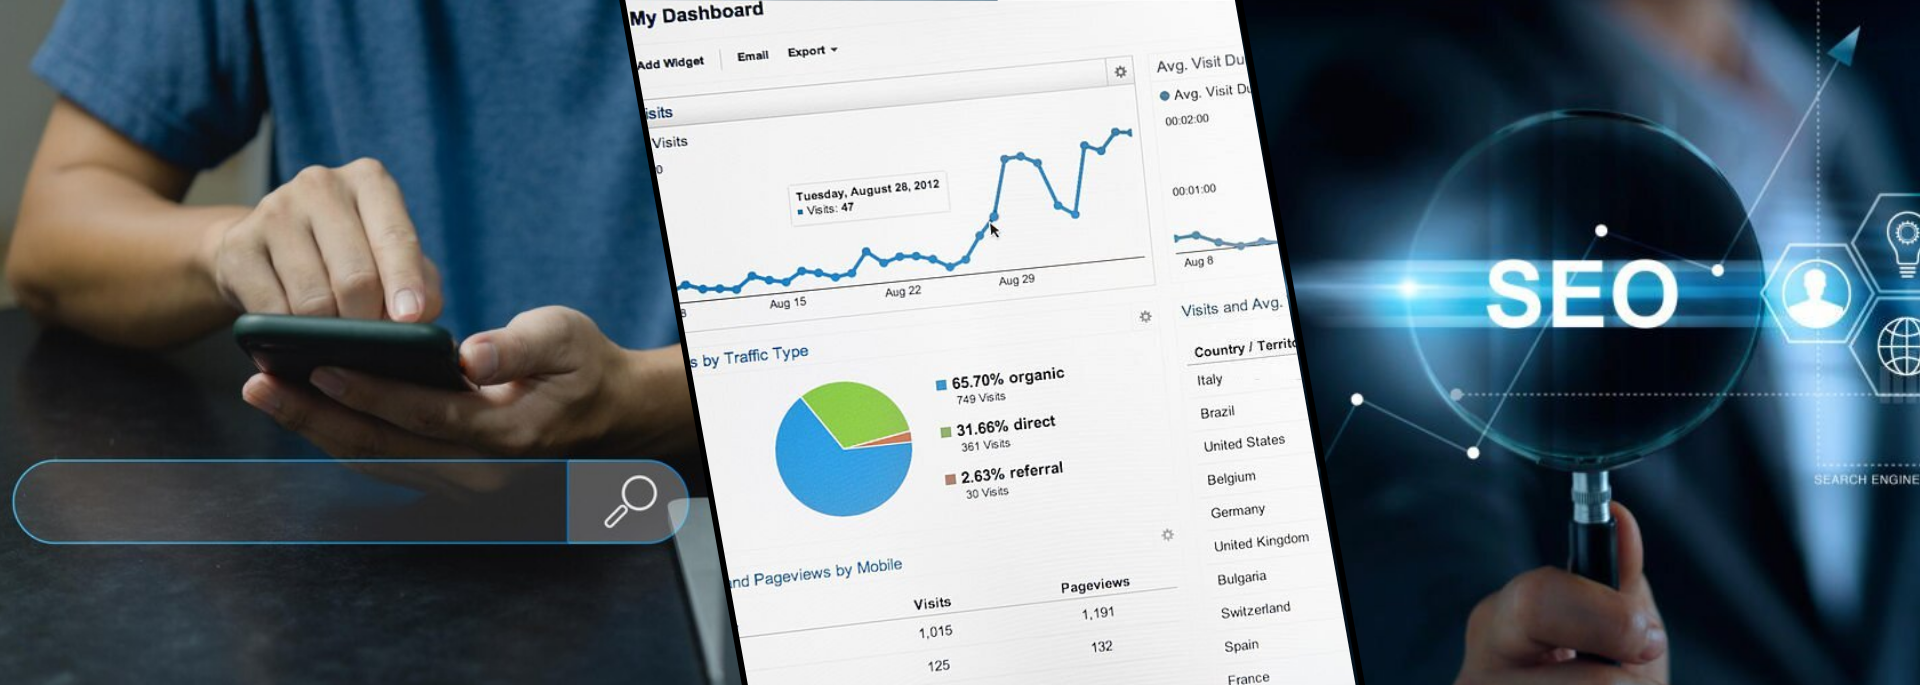 My Dashboard
Add Widget
Email
Export
isits
Visits
0
Tuesday, August 28, 2012
Visits: 47
8
Aug 15
Aug 22
Aug 29
Avg. Visit Du
Avg. Visit Du
00:02:00
00:01:00
Aug 8
s by Traffic Type
65.70% organic
749 Visits
31.66% direct
361 Visits
2.63% referral
30 Visits
Visits and Avg.
Country / Territo
Italy
Brazil
United States
Belgium
Germany
United Kingdom
Bulgaria
Switzerland
Spain
France
nd Pageviews by Mobile
Visits
Pageviews
1,015
1,191
125
132
SEO
SEARCH ENGINE